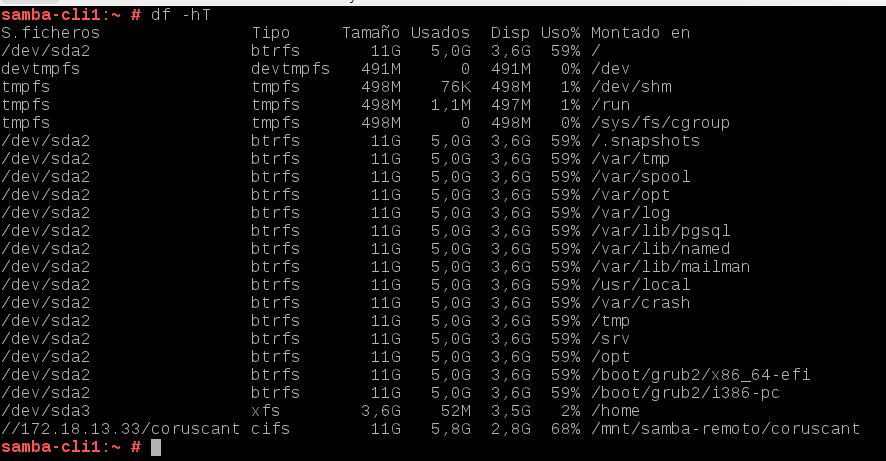 samba-cli1:~ # df -hT
S.ficheros Tipo Tamaño Usados Disp Uso% Montado en
/dev/sda2 btrfs 11G 5,0G 3,6G 59% /
devtmpfs devtmpfs 491M 0 491M 0% /dev
tmpfs tmpfs 498M 76K 498M 1% /dev/shm
tmpfs tmpfs 498M 1,1M 497M 1% /run
tmpfs tmpfs 498M 0 498M 0% /sys/fs/cgroup
/dev/sda2 btrfs 11G 5,0G 3,6G 59% /.snapshots
/dev/sda2 btrfs 11G 5,0G 3,6G 59% /var/tmp
/dev/sda2 btrfs 11G 5,0G 3,6G 59% /var/spool
/dev/sda2 btrfs 11G 5,0G 3,6G 59% /var/opt
/dev/sda2 btrfs 11G 5,0G 3,6G 59% /var/log
/dev/sda2 btrfs 11G 5,0G 3,6G 59% /var/lib/pgsql
/dev/sda2 btrfs 11G 5,0G 3,6G 59% /var/lib/named
/dev/sda2 btrfs 11G 5,0G 3,6G 59% /var/lib/mailman
/dev/sda2 btrfs 11G 5,0G 3,6G 59% /usr/local
/dev/sda2 btrfs 11G 5,0G 3,6G 59% /var/crash
/dev/sda2 btrfs 11G 5,0G 3,6G 59% /tmp
/dev/sda2 btrfs 11G 5,0G 3,6G 59% /srv
/dev/sda2 btrfs 11G 5,0G 3,6G 59% /opt
/dev/sda2 btrfs 11G 5,0G 3,6G 59% /boot/grub2/x86_64-efi
/dev/sda2 btrfs 11G 5,0G 3,6G 59% /boot/grub2/i386-pc
/dev/sda3 xfs 3,6G 52M 3,5G 2% /home
//172.18.13.33/coruscant cifs 11G 5,8G 2,8G 68% /mnt/samba-remoto/coruscant
samba-cli1:~ #